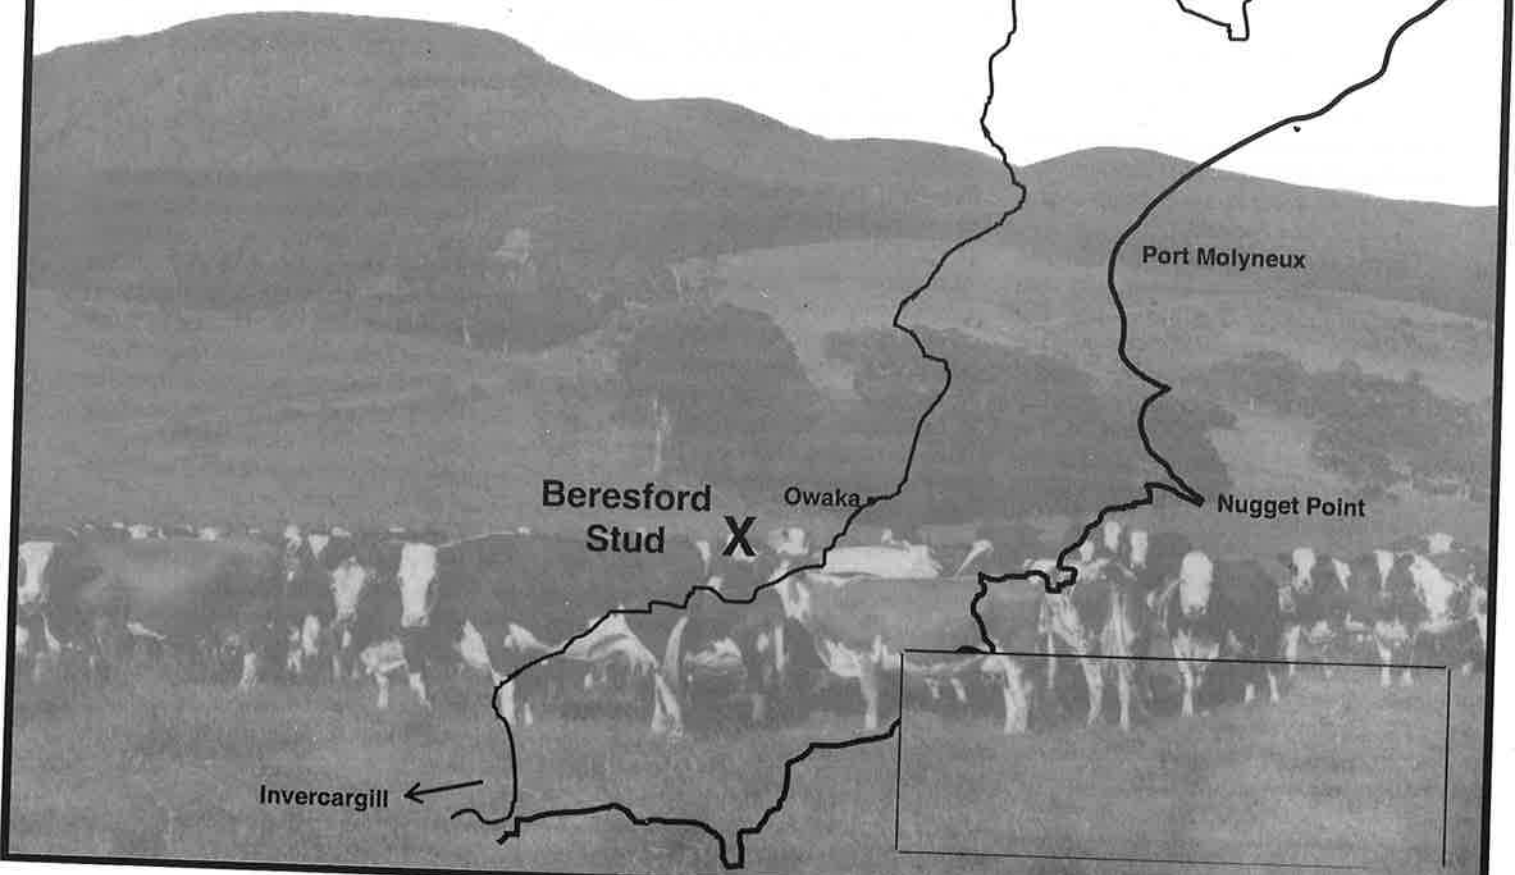 Port Molyneux
Beresford
Stud
X
Owaka
Nugget Point
Invercargill